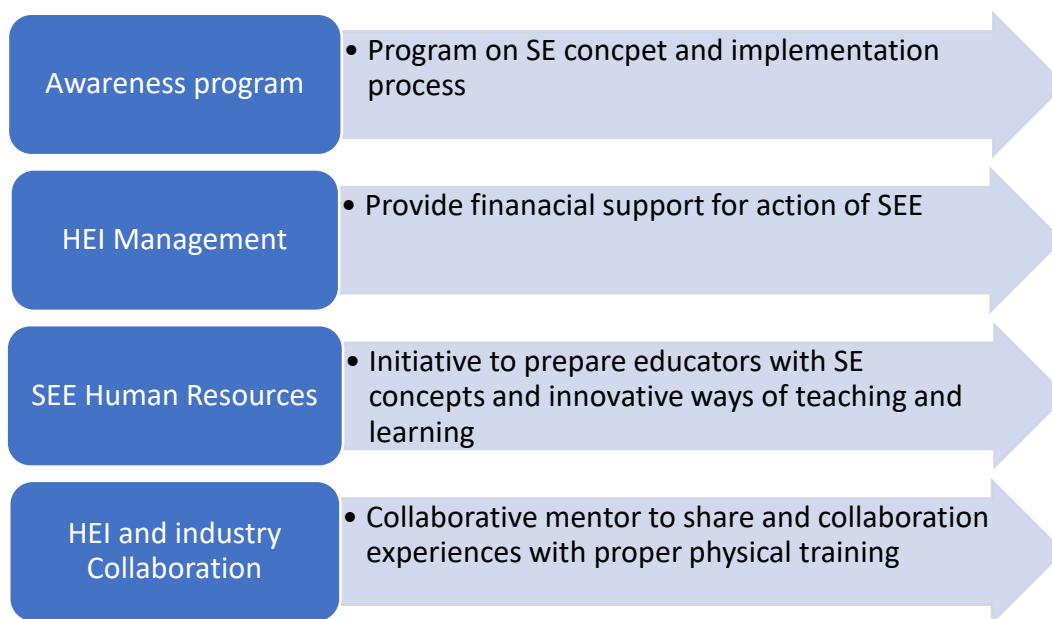 Awareness program
• Program on SE concpet and implementation
process
HEI Management
• Provide finanacial support for action of SEE
SEE Human Resources
• Initiative to prepare educators with SE
concepts and innovative ways of teaching and
learning
HEI and industry
Collaboration
• Collaborative mentor to share and collaboration
experiences with proper physical training